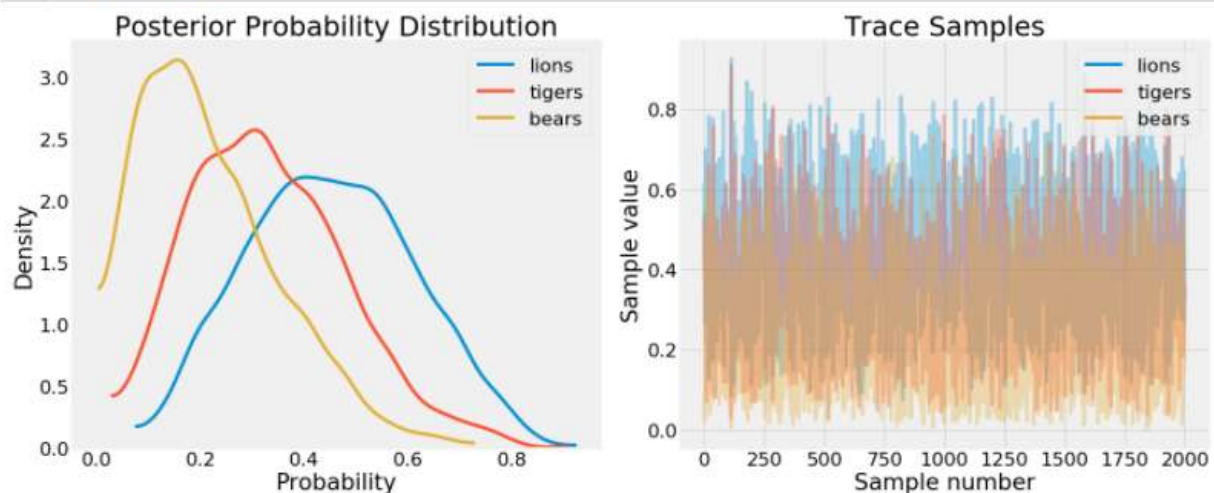 Posterior Probability Distribution
3.0
2.5
2.0
1.5
1.0
0.5
0.0
Density
lions
tigers
bears
0.0 0.2 0.4 0.6 0.8
Probability
Trace Samples
0.8
0.6
0.4
0.2
0.0
Sample value
lions
tigers
bears
0 250 500 750 1000 1250 1500 1750 2000
Sample number